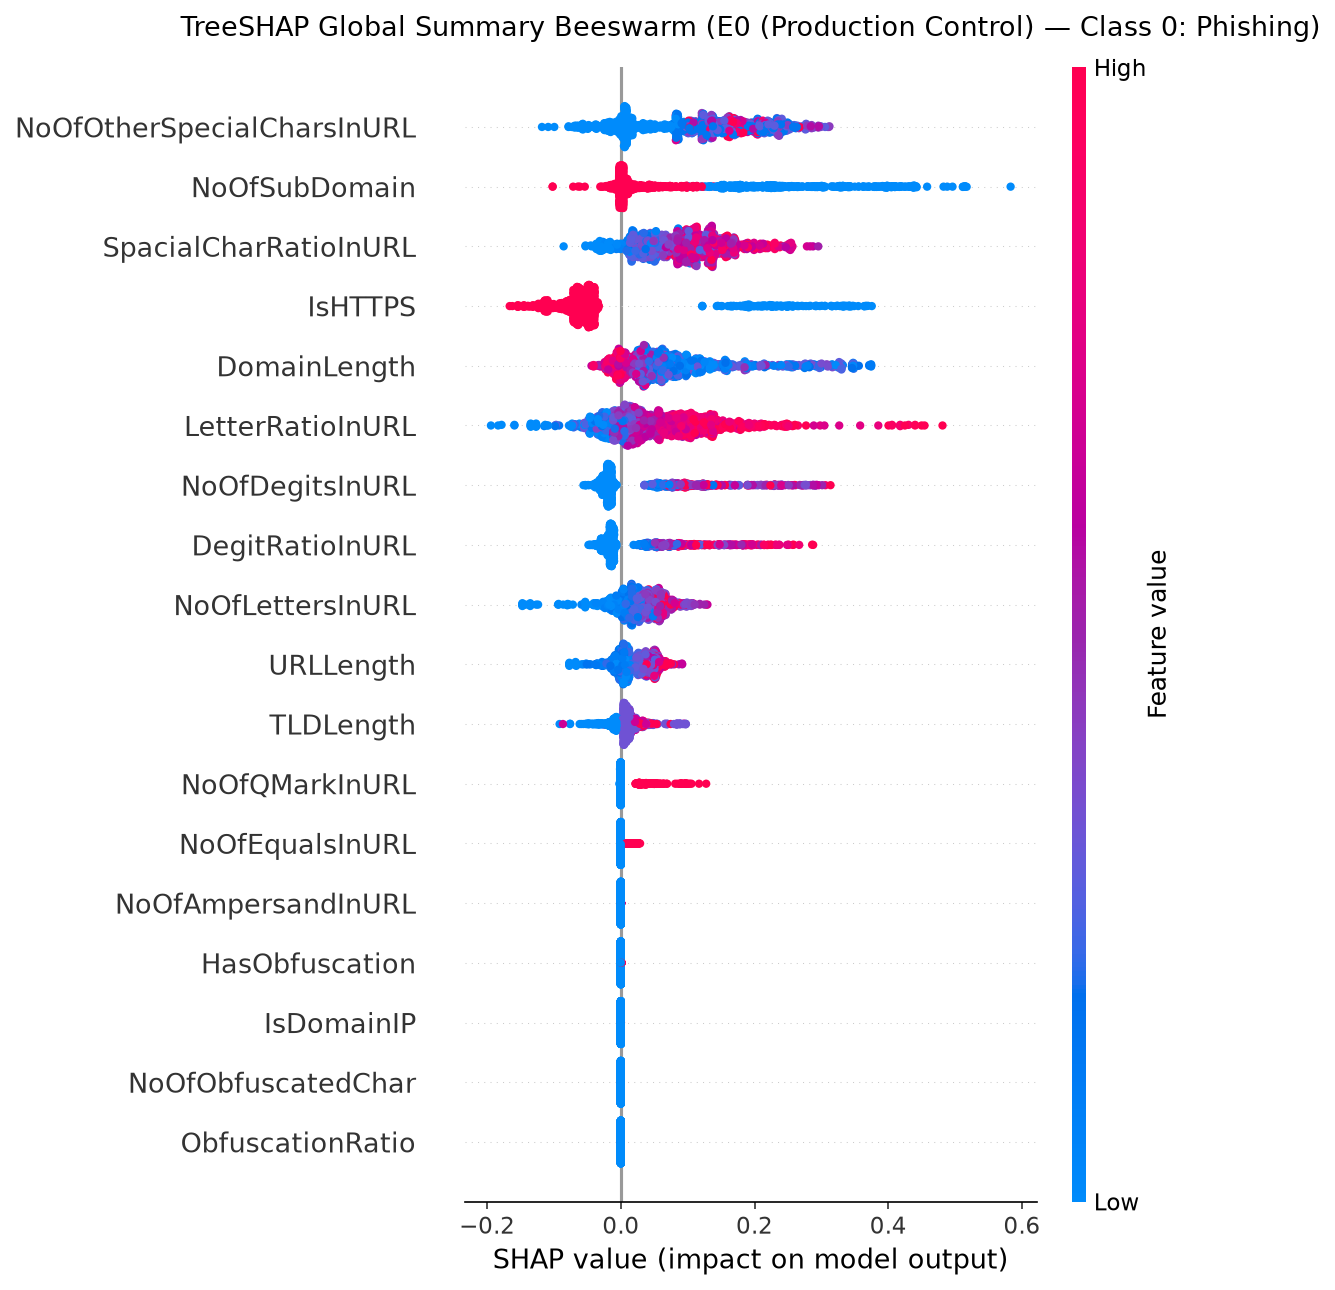 TreeSHAP Global Summary Beeswarm (E0 (Production Control) — Class 0: Phishing)
High
NoOfOtherSpecialCharsInURL
NoOfSubDomain
SpacialCharRatioInURL
IsHTTPS
DomainLength
LetterRatioInURL
NoOfDegitsInURL
DegitRatioInURL
NoOfLettersInURL
URLLength
TLDLength
NoOfQMarkInURL
NoOfEqualsInURL
NoOfAmpersandInURL
HasObfuscation
IsDomainIP
NoOfObfuscatedChar
ObfuscationRatio
Feature value
Low
−0.2 0.0 0.2 0.4 0.6
SHAP value (impact on model output)